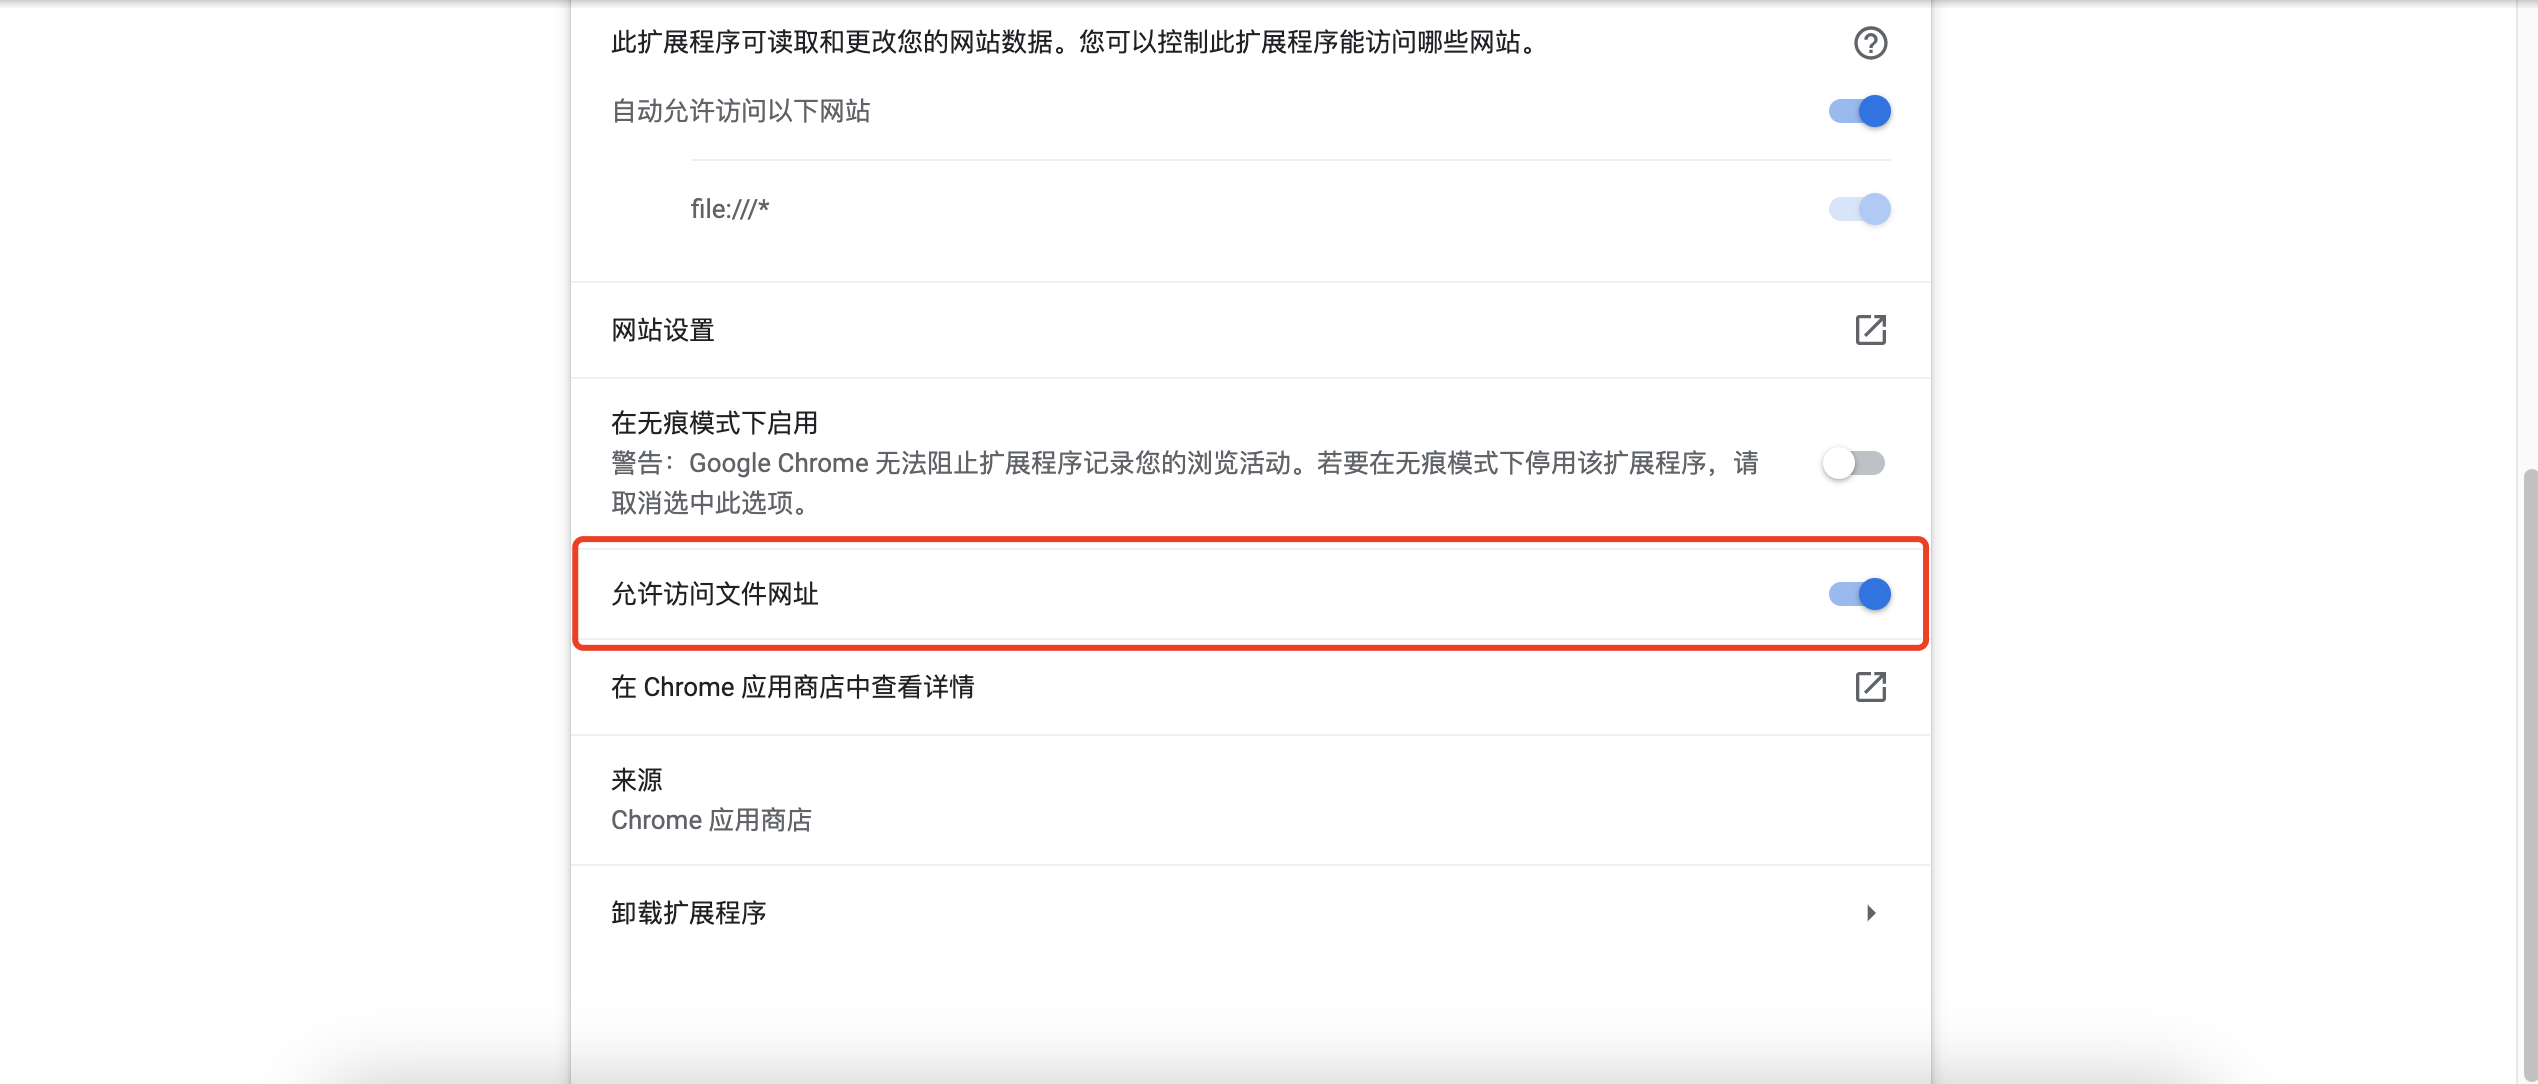 此扩展程序可读取和更改您的网站数据。您可以控制此扩展程序能访问哪些网站。
自动允许访问以下网站
file:///*
网站设置
在无痕模式下启用
警告：Google Chrome 无法阻止扩展程序记录您的浏览活动。若要在无痕模式下停用该扩展程序，请
取消选中此选项。
允许访问文件网址
在 Chrome 应用商店中查看详情
来源
Chrome 应用商店
卸载扩展程序